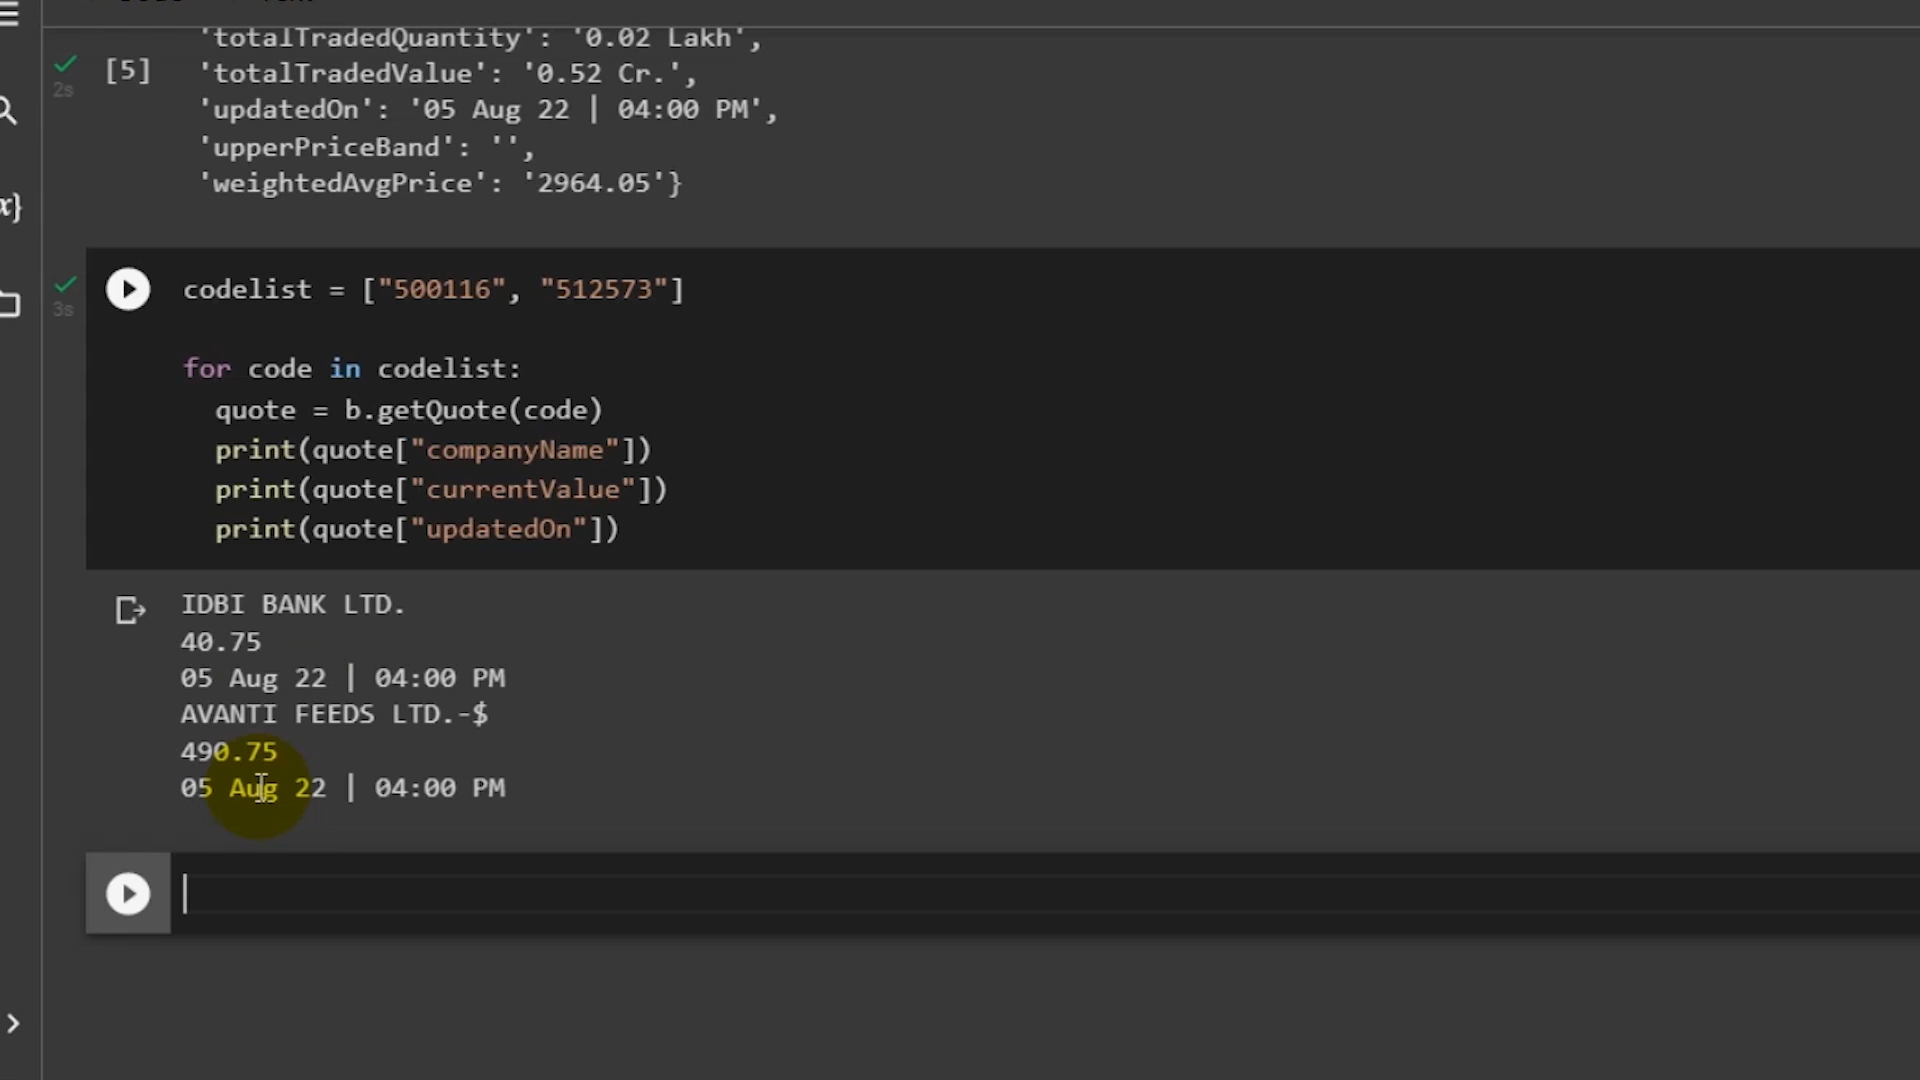 'totalTradedQuantity': '0.02 Lakh',
[5]
'totalTradedValue': '0.52 Cr.',
2s
'updatedOn': '05 Aug 22 | 04:00 PM',
'upperPriceBand': '',
'weightedAvgPrice': '2964.05'}
x}
codelist = ["500116", "512573"]
3s
for code in codelist:
quote = b.getQuote(code)
print(quote["companyName"])
print(quote["currentValue"])
print(quote["updatedOn"])
IDBI BANK LTD.
40.75
05 Aug 22 | 04:00 PM
AVANTI FEEDS LTD.-$
490.75
05 Aug 22 | 04:00 PM